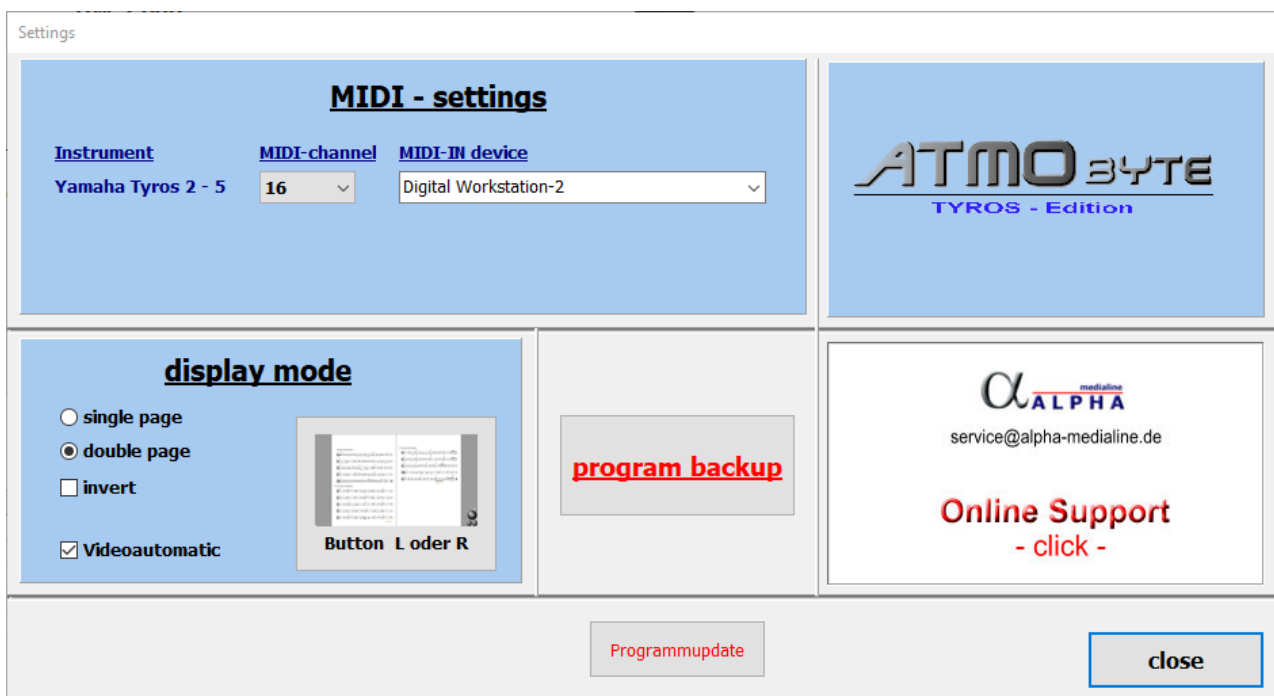 Settings
MIDI - settings
Instrument MIDI-channel MIDI-IN device
Yamaha Tyros 2 - 5 16 Digital Workstation-2
ATMO BYTE
TYROS - Edition
display mode
single page
double page
invert
Videoautomatic
Button L oder R
program backup
α medialine
ALPHA
service@alpha-medialine.de
Online Support
- click -
Programmupdate
close